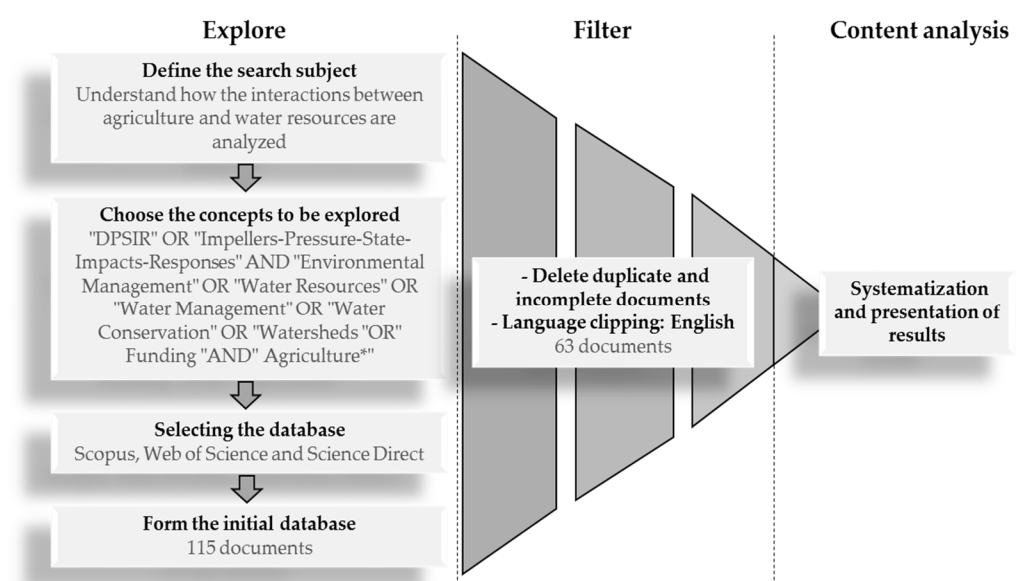 Explore
Define the search subject
Understand how the interactions between
agriculture and water resources are
analyzed
Choose the concepts to be explored
"DPSIR" OR "Impellers-Pressure-State-
Impacts-Responses" AND "Environmental
Management" OR "Water Resources" OR
"Water Management" OR "Water
Conservation" OR "Watersheds "OR"
Funding "AND" Agriculture*"
Selecting the database
Scopus, Web of Science and Science Direct
Form the initial database
115 documents
Filter
- Delete duplicate and
incomplete documents
- Language clipping: English
63 documents
Content analysis
Systematization
and presentation of
results